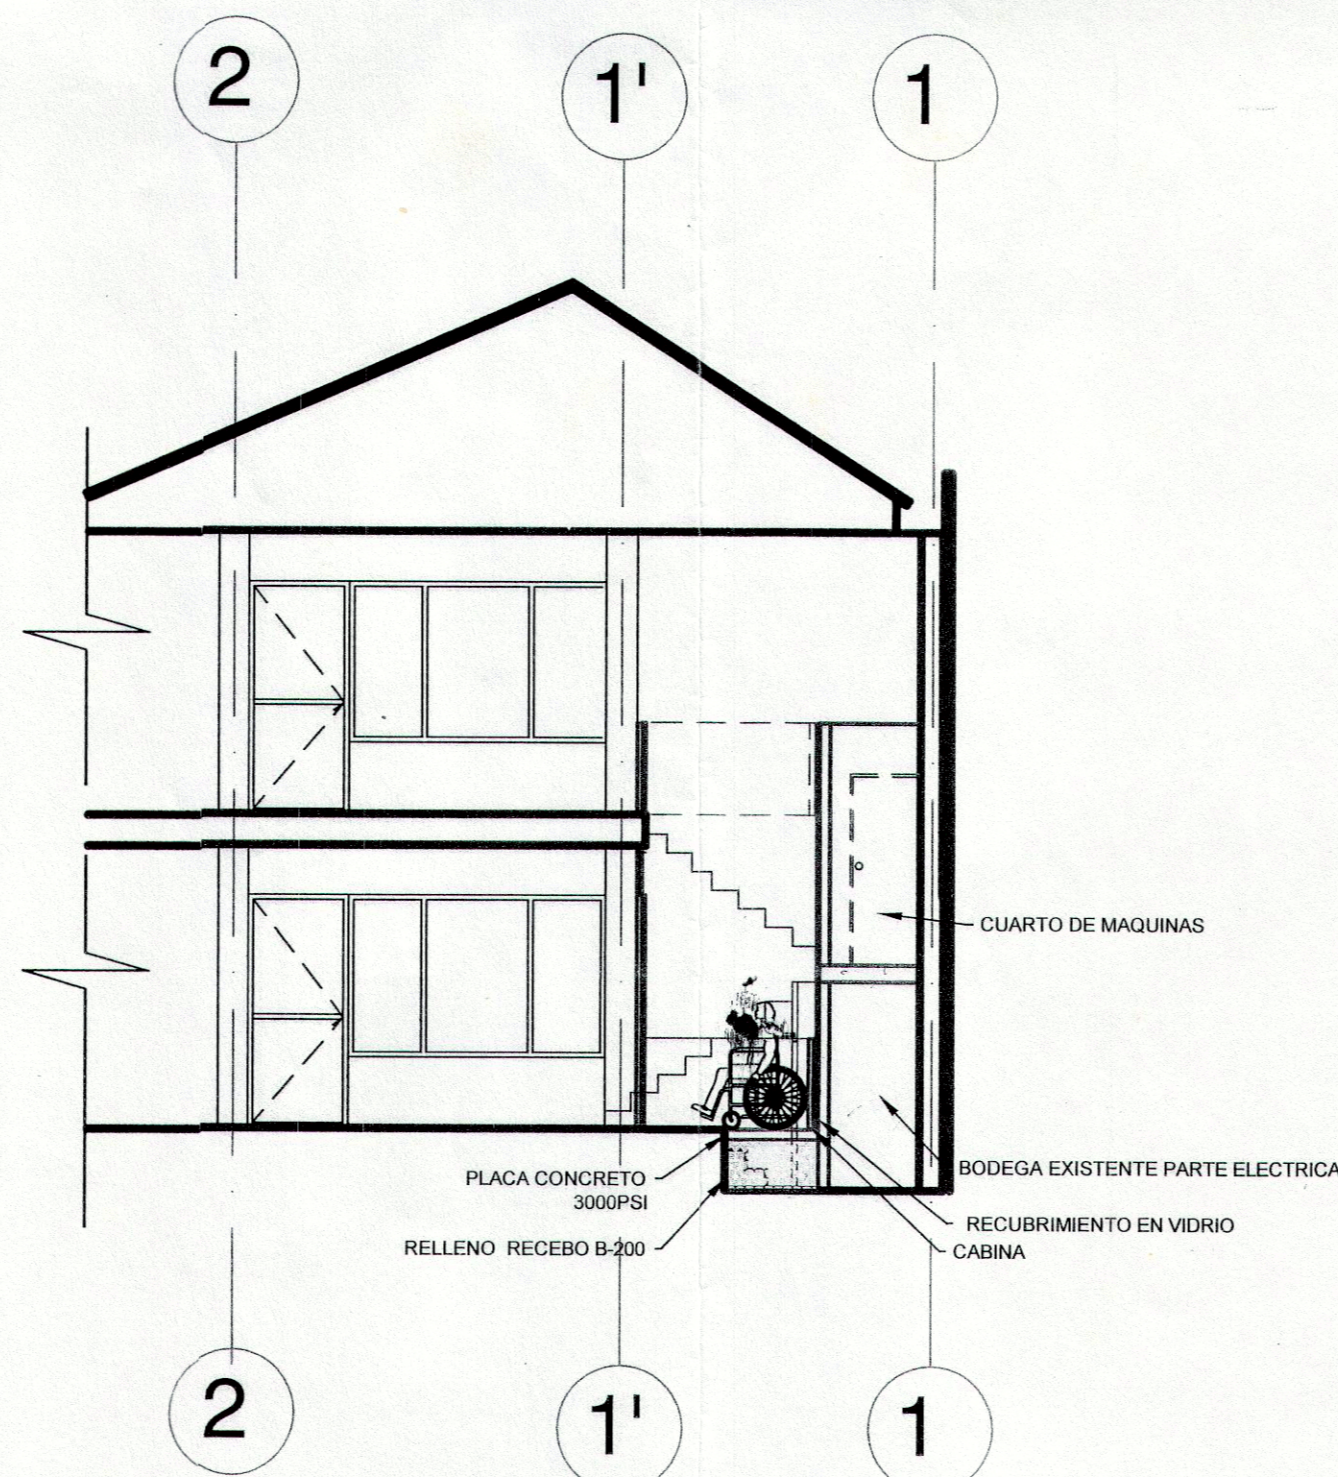 2
1'
1
CUARTO DE MAQUINAS
PLACA CONCRETO
3000PSI
BODEGA EXISTENTE PARTE ELECTRICA
RELLENO RECEBO B-200
RECUBRIMIENTO EN VIDRIO
CABINA
2
1'
1